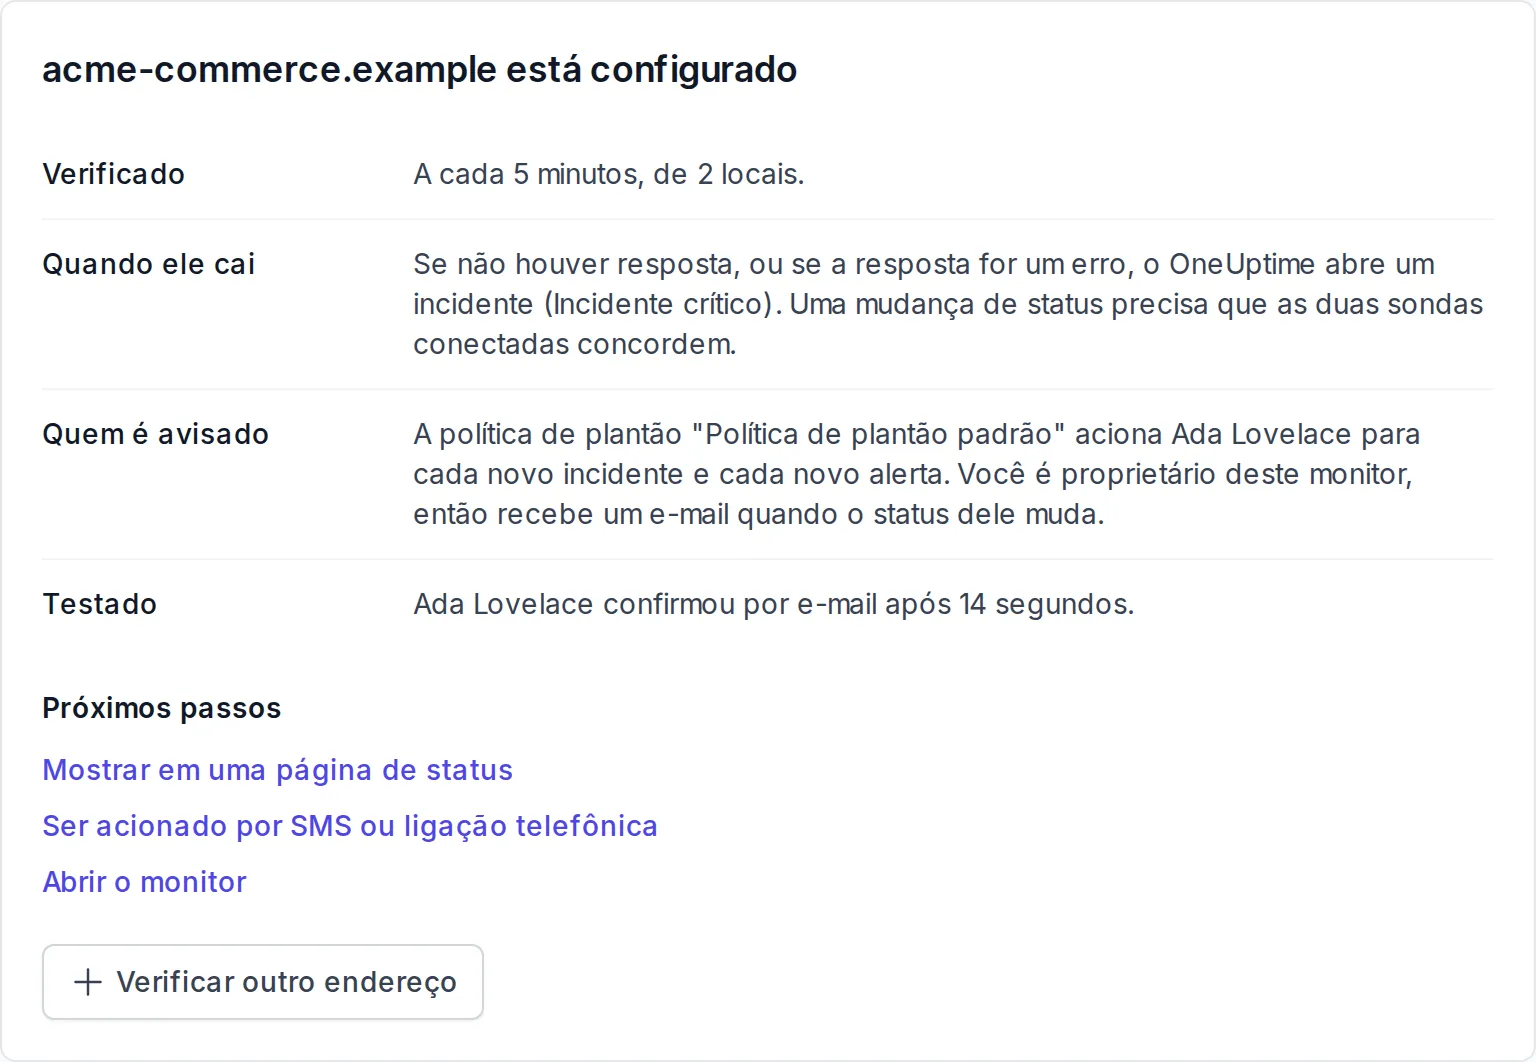 acme-commerce.example está configurado
Verificado
A cada 5 minutos, de 2 locais.
Quando ele cai
Se não houver resposta, ou se a resposta for um erro, o OneUptime abre um
incidente (Incidente crítico). Uma mudança de status precisa que as duas sondas
conectadas concordem.
Quem é avisado
A política de plantão "Política de plantão padrão" aciona Ada Lovelace para
cada novo incidente e cada novo alerta. Você é proprietário deste monitor,
então recebe um e-mail quando o status dele muda.
Testado
Ada Lovelace confirmou por e-mail após 14 segundos.
Próximos passos
Mostrar em uma página de status
Ser acionado por SMS ou ligação telefônica
Abrir o monitor
Verificar outro endereço